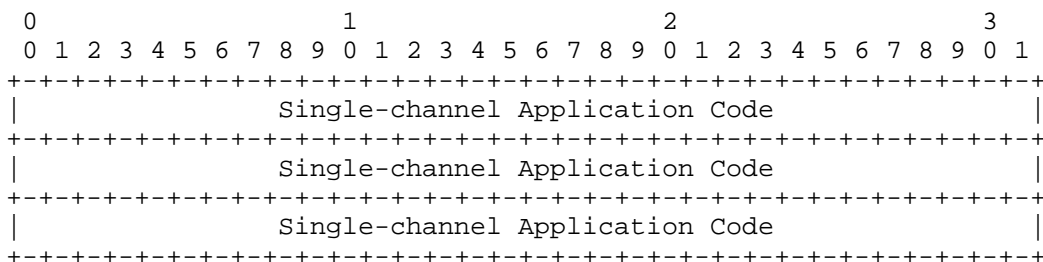 0                   1                   2                   3
 0 1 2 3 4 5 6 7 8 9 0 1 2 3 4 5 6 7 8 9 0 1 2 3 4 5 6 7 8 9 0 1
+-+-+-+-+-+-+-+-+-+-+-+-+-+-+-+-+-+-+-+-+-+-+-+-+-+-+-+-+-+-+-+-+
|                Single-channel Application Code                |
+-+-+-+-+-+-+-+-+-+-+-+-+-+-+-+-+-+-+-+-+-+-+-+-+-+-+-+-+-+-+-+-+
|                Single-channel Application Code                |
+-+-+-+-+-+-+-+-+-+-+-+-+-+-+-+-+-+-+-+-+-+-+-+-+-+-+-+-+-+-+-+-+
|                Single-channel Application Code                |
+-+-+-+-+-+-+-+-+-+-+-+-+-+-+-+-+-+-+-+-+-+-+-+-+-+-+-+-+-+-+-+-+